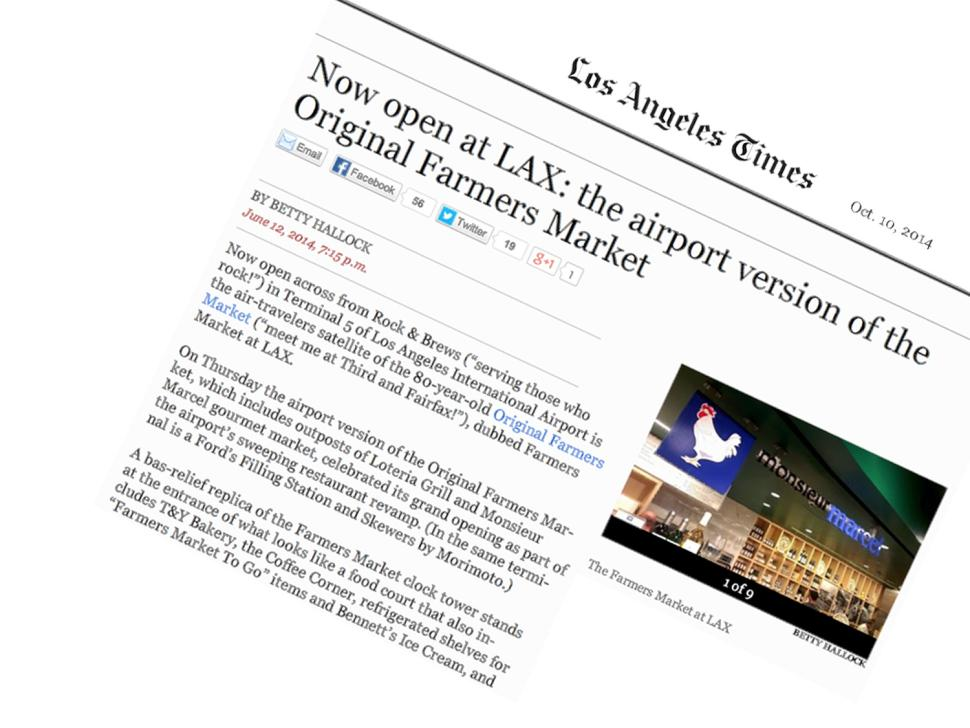 Los Angeles Times
Oct. 10, 2014
Now open at LAX: the airport version of the
Original Farmers Market
Email Facebook 56 Twitter 19 g+1 1
BY BETTY HALLOCK
June 12, 2014, 7:15 p.m.
Now open across from Rock & Brews (“serving those who
rock!”) in Terminal 5 of Los Angeles International Airport is
the air-travelers satellite of the 80-year-old Original Farmers
Market (“meet me at Third and Fairfax!”), dubbed Farmers
Market at LAX.
On Thursday the airport version of the Original Farmers Mar-
ket, which includes outposts of Loteria Grill and Monsieur
Marcel gourmet market, celebrated its grand opening as part of
the airport’s sweeping restaurant revamp. (In the same termi-
nal is a Ford’s Filling Station and Skewers by Morimoto.)
A bas-relief replica of the Farmers Market clock tower stands
at the entrance of what looks like a food court that also in-
cludes T&Y Bakery, the Coffee Corner, refrigerated shelves for
“Farmers Market To Go” items and Bennett’s Ice Cream, and
monsieur
marcel
1 of 9
BETTY HALLOCK
The Farmers Market at LAX